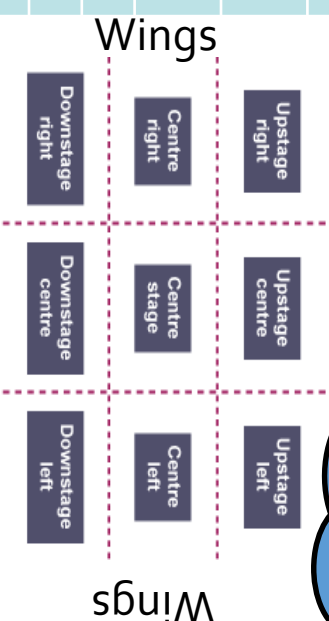 Wings
Downstage
right
Centre
right
Upstage
right
Downstage
centre
Centre
stage
Upstage
centre
Downstage
left
Centre
left
Upstage
left
Wings